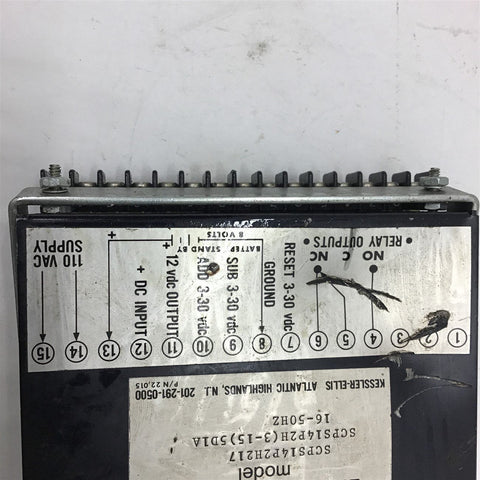 1
2
3
4
5
6
7
8
9
10
11
12
13
14
15
• RELAY OUTPUTS •
NO C NC
RESET 3-30 vdc
GROUND
BATTERY STAND BY
8 VOLTS
SUB 3-30 vdc
ADD 3-30 vdc
+ 12 vdc OUTPUT
+ DC INPUT
+
110 VAC
SUPPLY
model
SCPS14P2H217
SCPS14P2H(3-15)5D1A
16-50HZ
KESSLER-ELLIS ATLANTIC HIGHLANDS, N.J. 201-291-0500
P/N 22,015